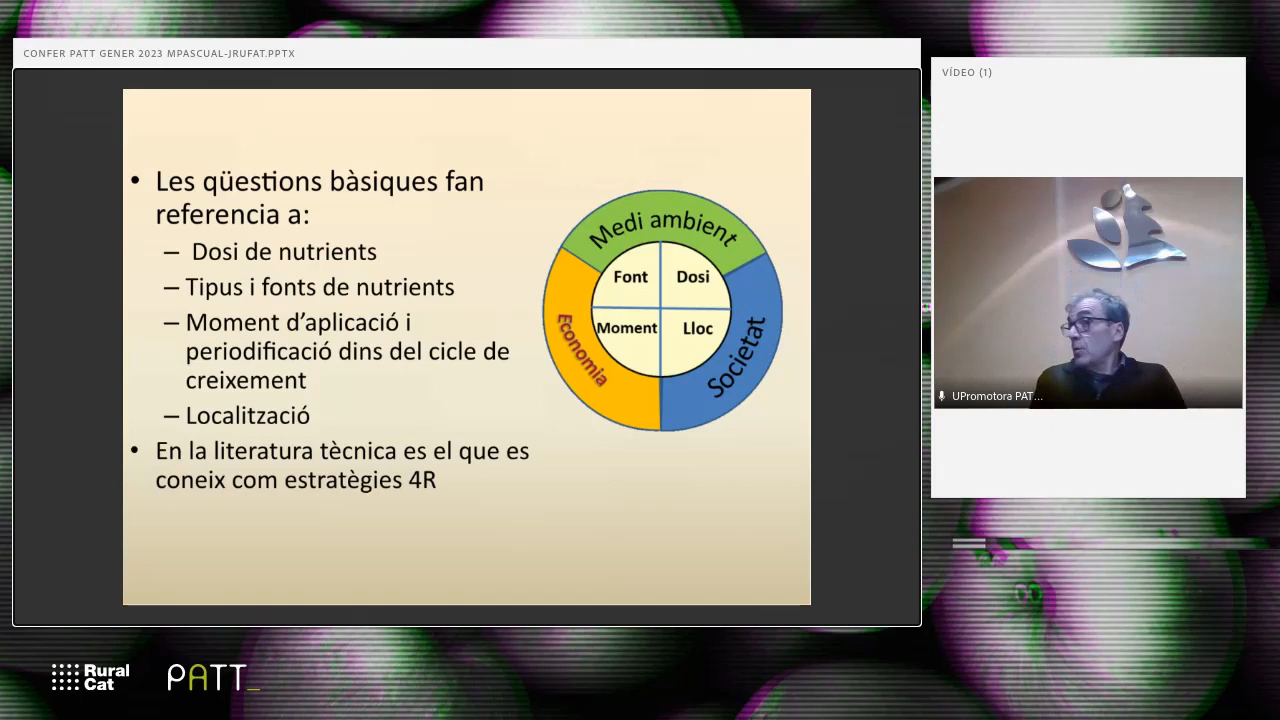 CONFER PATT GENER 2023 MPASCUAL-JRUFAT.PPTX
• Les qüestions bàsiques fan
referencia a:
– Dosi de nutrients
– Tipus i fonts de nutrients
– Moment d'aplicació i
periodificació dins del cicle de
creixement
– Localització
• En la literatura tècnica es el que es
coneix com estratègies 4R
Medi ambient
Font
Dosi
Moment
Lloc
Economia
Societat
VÍDEO (1)
UPromotora PAT...
Rural
Cat
PATT_